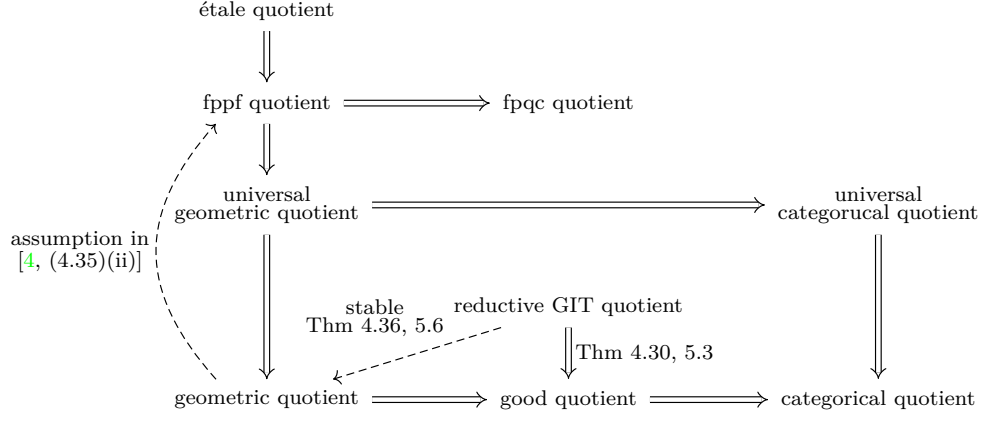 étale quotient
fppf quotient
fpqc quotient
universal
geometric quotient
universal
categorucal quotient
assumption in
[4, (4.35)(ii)]
stable
Thm 4.36, 5.6
reductive GIT quotient
Thm 4.30, 5.3
geometric quotient
good quotient
categorical quotient